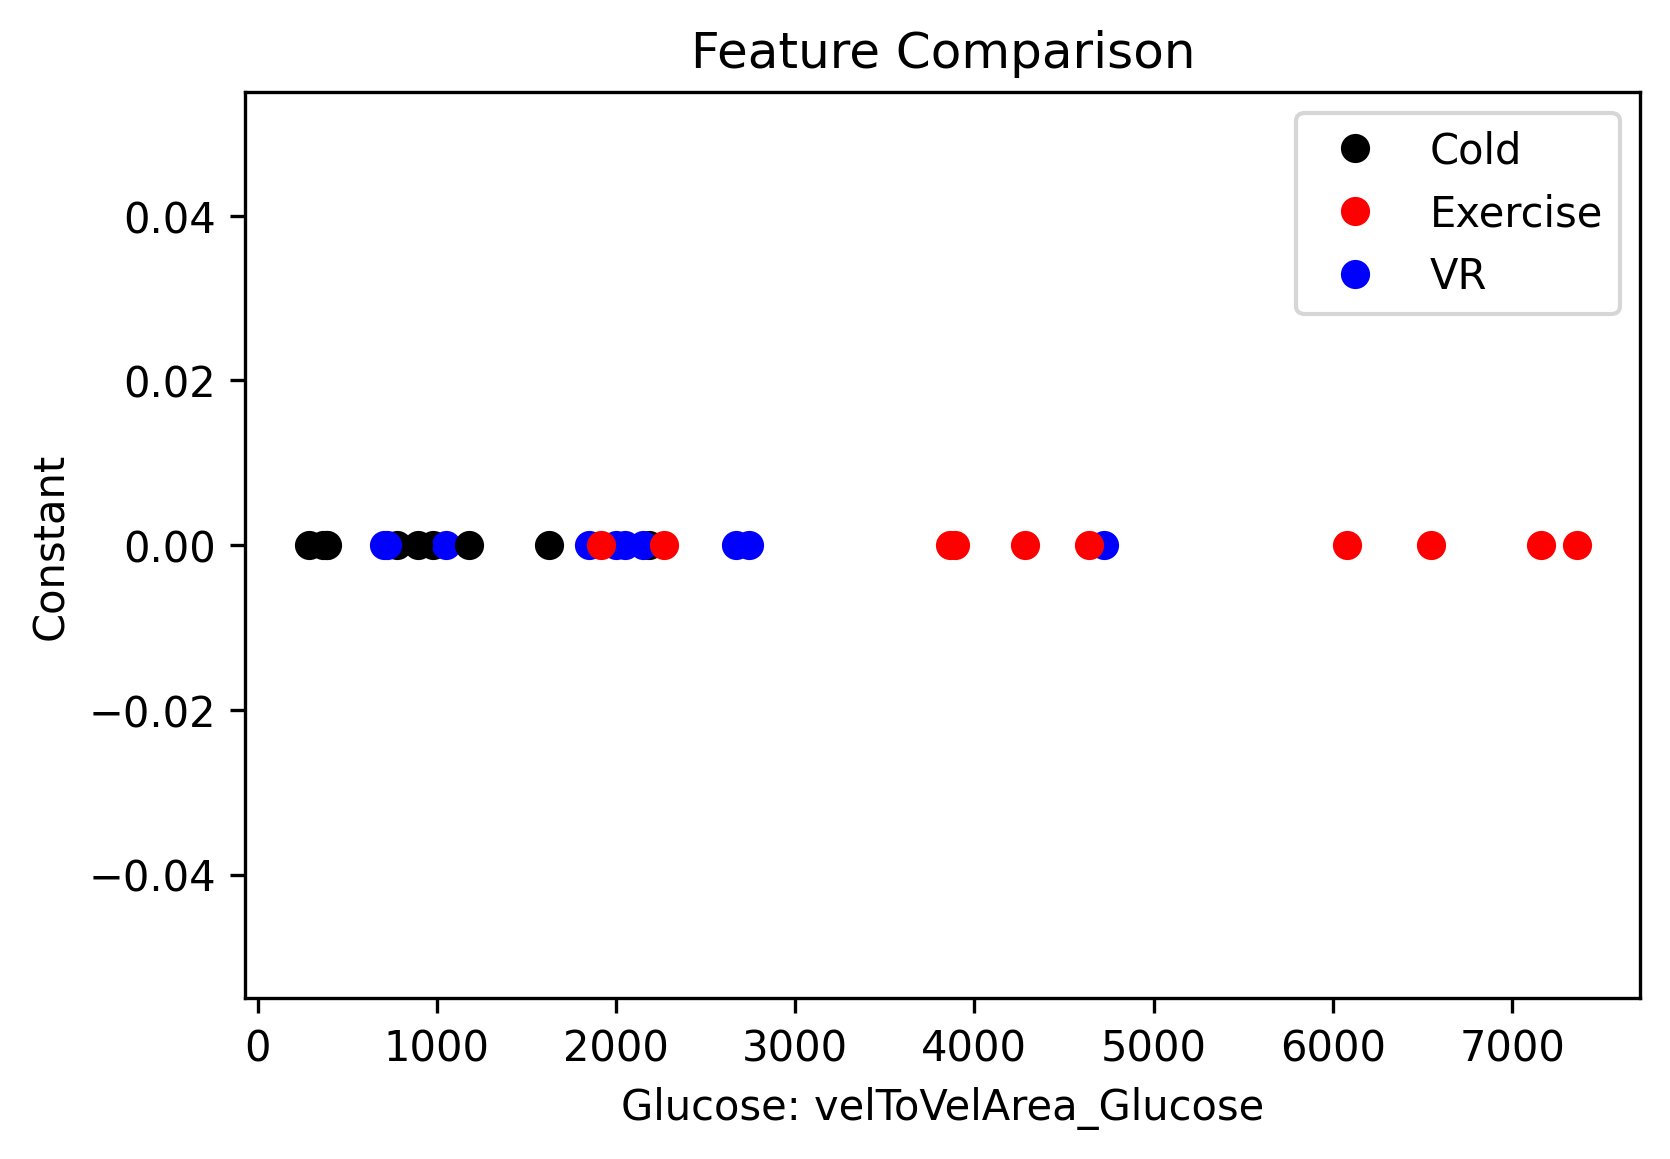 Feature Comparison
Cold
Exercise
VR
0.04
0.02
0.00
−0.02
−0.04
Constant
0 1000 2000 3000 4000 5000 6000 7000
Glucose: velToVelArea_Glucose